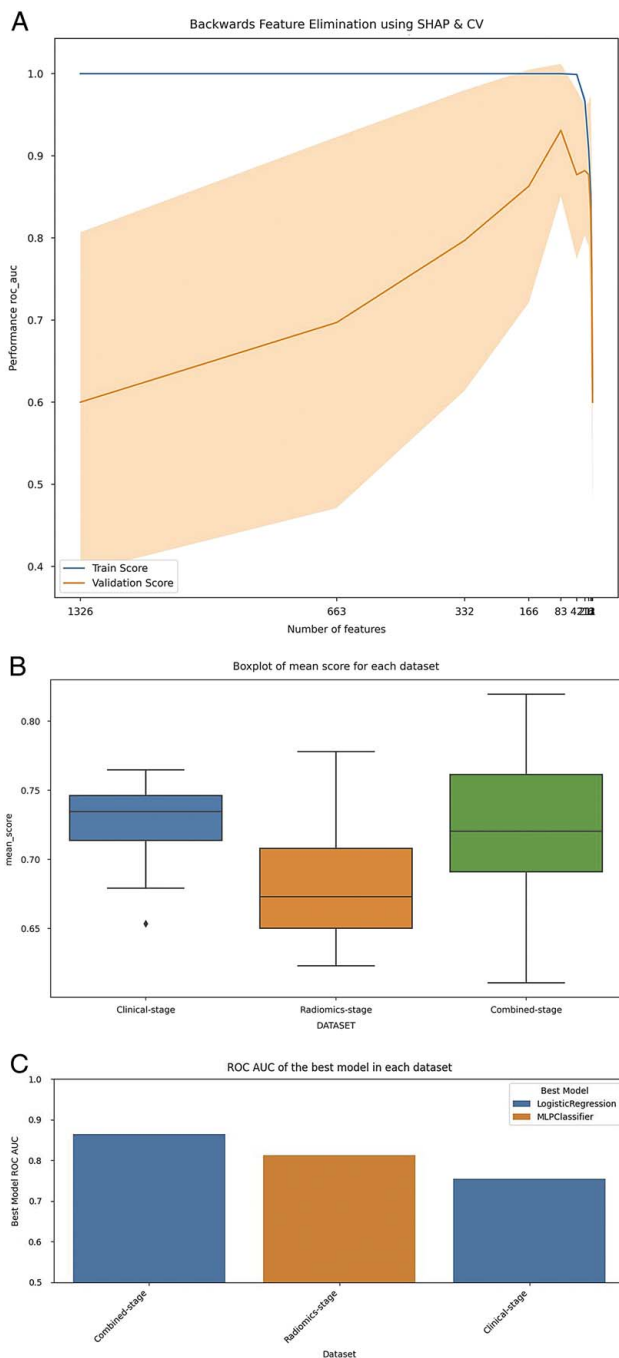 A
Backwards Feature Elimination using SHAP & CV
Performance roc_auc
1.0
0.9
0.8
0.7
0.6
0.5
0.4
Train Score
Validation Score
1326
663
332
166
83
Number of features
B
Boxplot of mean score for each dataset
mean_score
0.80
0.75
0.70
0.65
Clinical-stage
Radiomics-stage
Combined-stage
DATASET
C
ROC AUC of the best model in each dataset
Best Model ROC AUC
1.0
0.9
0.8
0.7
0.6
0.5
Best Model
LogisticRegression
MLPClassifier
Combined-stage
Radiomics-stage
Clinical-stage
Dataset